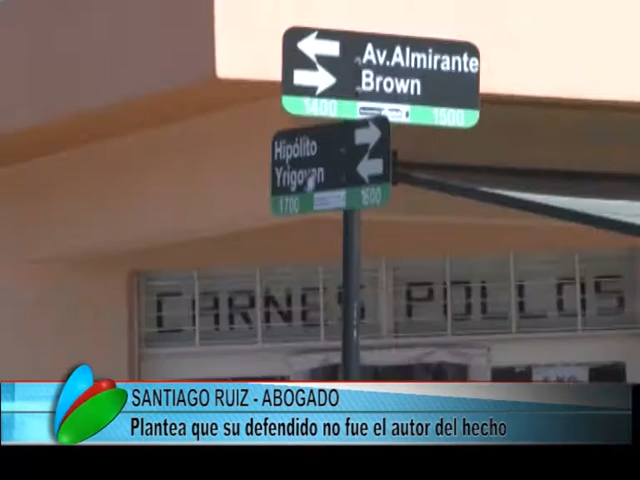 Av.Almirante
Brown
1400
1500
Hipólito
Yrigoyen
1700
1600
CARNES POLLOS
SANTIAGO RUIZ - ABOGADO
Plantea que su defendido no fue el autor del hecho